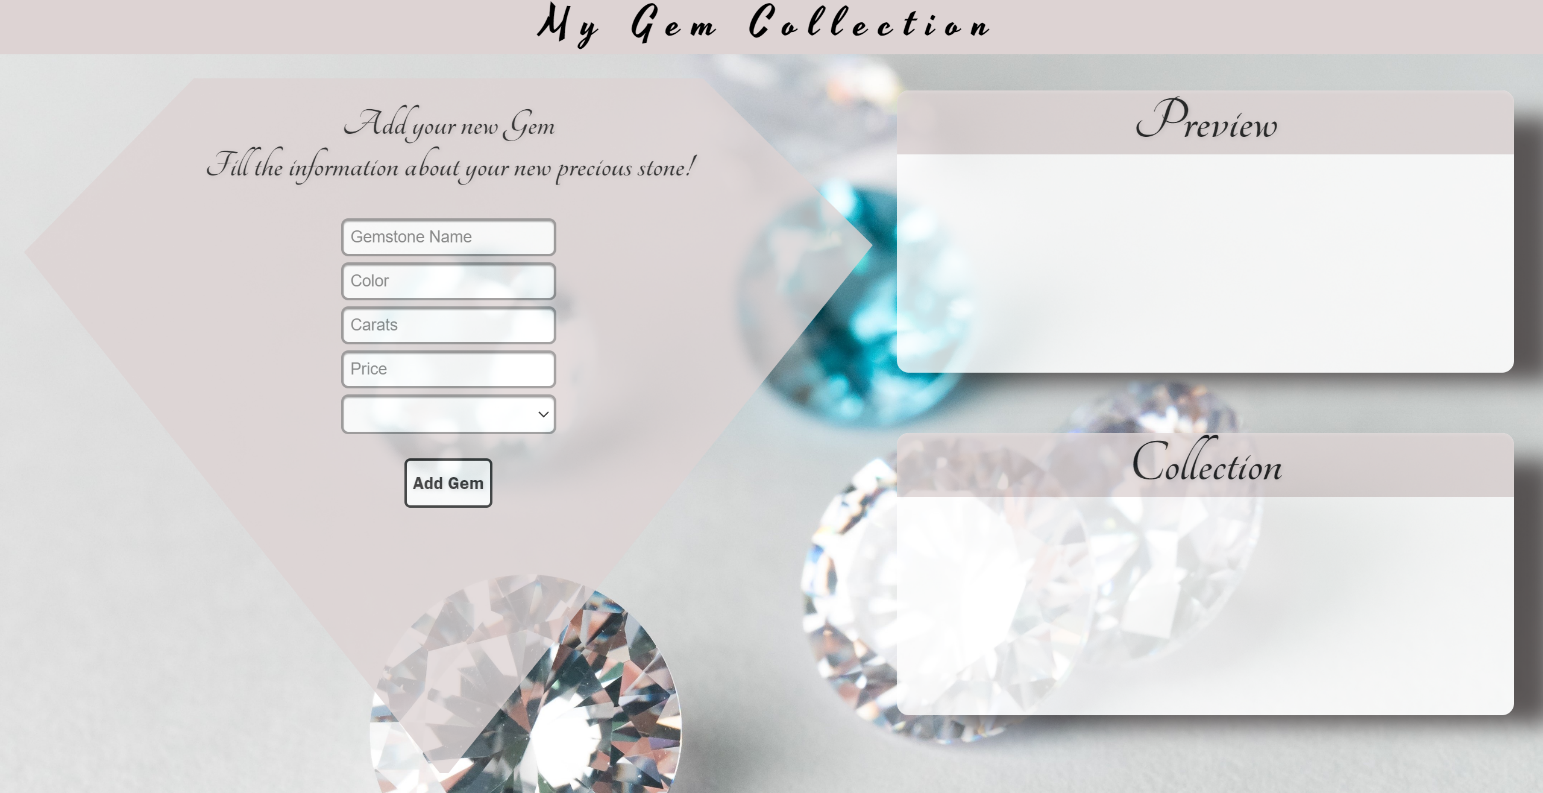 My Gem Collection
Add your new Gem
Fill the information about your new precious stone!
Gemstone Name
Color
Carats
Price
Add Gem
Preview
Collection